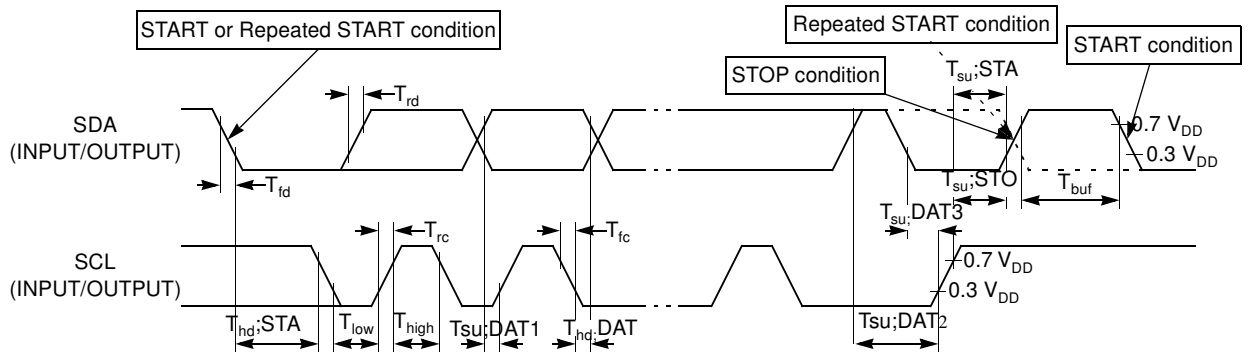 START or Repeated START condition
Repeated START condition
START condition
STOP condition
T_su;STA
T_rd
SDA
(INPUT/OUTPUT)
0.7 V_DD
0.3 V_DD
T_fd
T_su;STO
T_buf
T_su;DAT3
T_rc
T_fc
SCL
(INPUT/OUTPUT)
0.7 V_DD
0.3 V_DD
T_hd;STA
T_low
T_high
Tsu;DAT1
T_hd;DAT
Tsu;DAT2